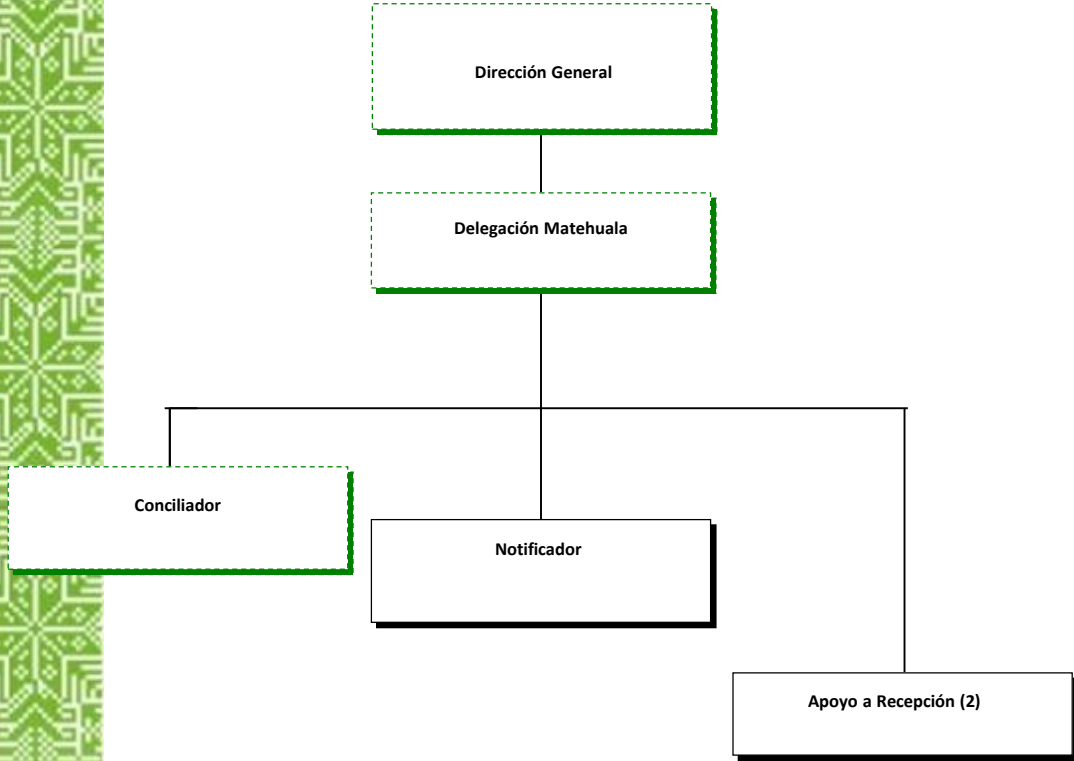 Dirección General
Delegación Matehuala
Conciliador
Notificador
Apoyo a Recepción (2)